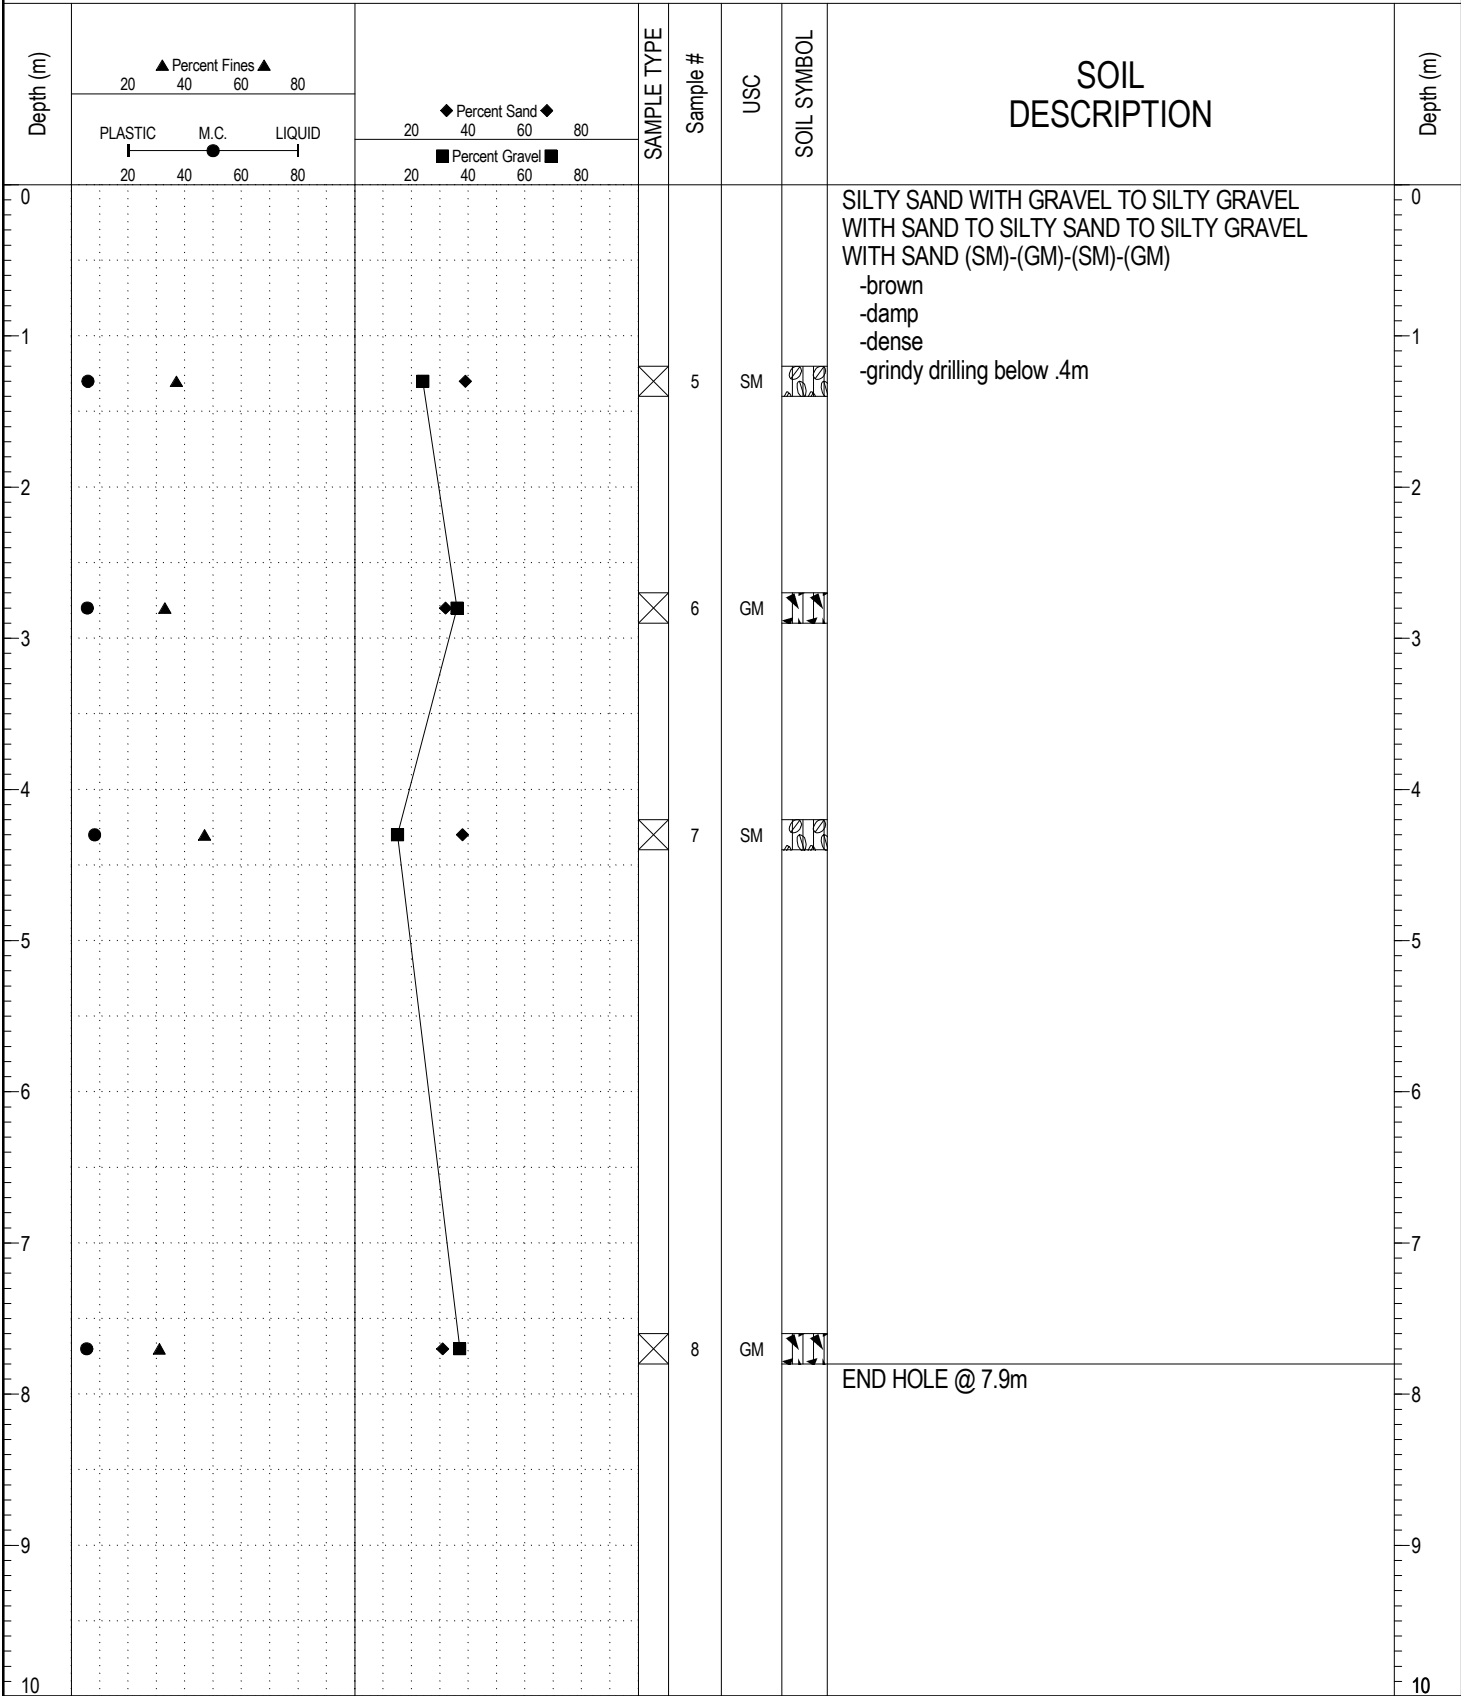 Depth (m)
▲ Percent Fines ▲
20 40 60 80
PLASTIC M.C. LIQUID
20 40 60 80
◆ Percent Sand ◆
20 40 60 80
■ Percent Gravel ■
20 40 60 80
SAMPLE TYPE
Sample #
USC
SOIL SYMBOL
SOIL
DESCRIPTION
Depth (m)
0 0
SILTY SAND WITH GRAVEL TO SILTY GRAVEL
WITH SAND TO SILTY SAND TO SILTY GRAVEL
WITH SAND (SM)-(GM)-(SM)-(GM)
-brown
-damp
-dense
1 1
-grindy drilling below .4m
5 SM
2 2
6 GM
3 3
4 4
7 SM
5 5
6 6
7 7
8 GM
END HOLE @ 7.9m
8 8
9 9
10 10